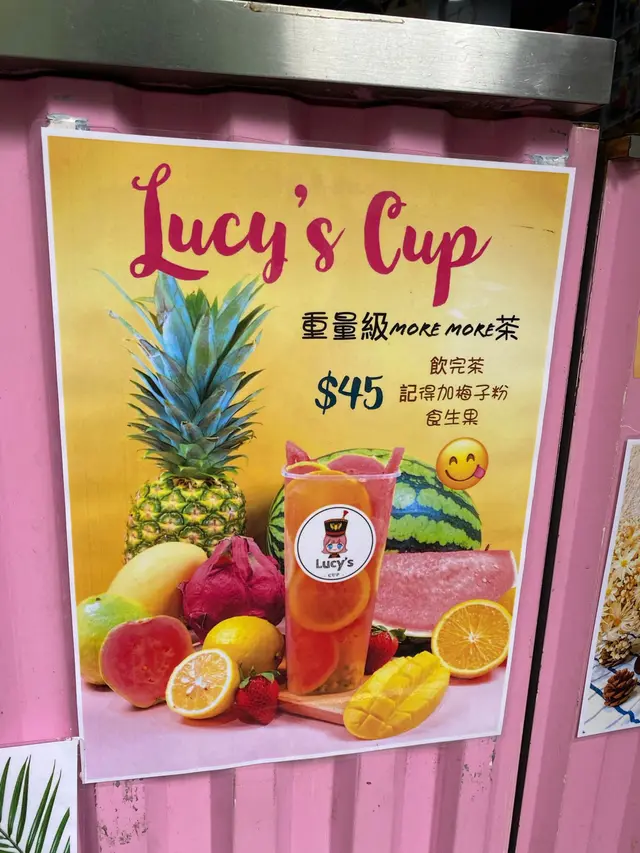 Lucy's Cup
重量級MORE MORE茶
$45
飲完茶
記得加梅子粉
食生果
Lucy's